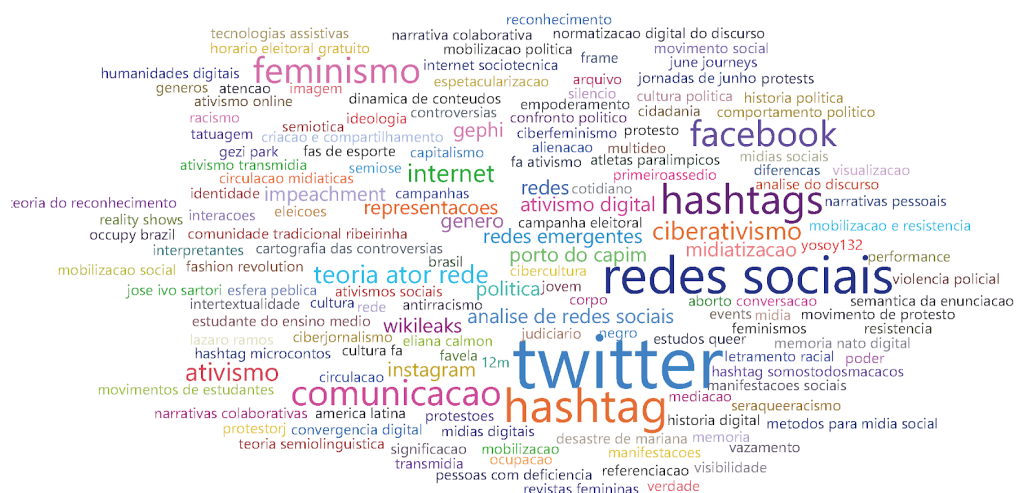 reconhecimento
tecnologias assistivas narrativa colaborativa normatizacao digital do discurso
horario eleitoral gratuito mobilizacao politica movimento social
feminismo internet sociotecnica frame june journeys
humanidades digitais espetacularizacao arquivo jornadas de junho protests
generos atencao imagem silencio cultura politica historia politica
ativismo online dinamica de conteudos empoderamento cidadania comportamento politico
racismo ideologia controversias confronto politico
tatuagem semiotica gephi ciberfeminismo protesto facebook
criacao e compartilhamento alienacao multideo
gezi park fas de esporte capitalismo fa ativismo atletas paralimpicos midias sociais
ativismo transmidia semiose internet primeiroassedio diferencas visualizacao
circulacao midiaticas redes cotidiano analise do discurso
identidade impeachment campanhas hashtags narrativas pessoais
teoria do reconhecimento representacoes ativismo digital
reality shows interacoes eleicoes genero campanha eleitoral ciberativismo mobilizacao e resistencia
occupy brazil comunidade tradicional ribeirinha redes emergentes
interpretantes cartografia das controversias porto do capim midiatizacao yosoy132
mobilizacao social fashion revolution brasil cibercultura performance
teoria ator rede redes sociais violencia policial
jose ivo sartori esfera peblica ativismos sociais politica jovem
intertextualidade cultura rede antirracismo corpo aborto conversacao semantica da enunciacao
estudante do ensino medio wikileaks analise de redes sociais events midia movimento de protesto
lazaro ramos ciberjornalismo eliana calmon judiciario negro feminismos resistencia
hashtag microcontos cultura fa favela estudos queer memoria nato digital
12m twitter letramento racial poder
ativismo circulacao instagram hashtag somostodosmacacos
movimentos de estudantes comunicacao hashtag manifestacoes sociais
mediacao seraqueeracismo
narrativas colaborativas america latina protestoes historia digital metodos para midia social
protestorj convergencia digital midias digitais desastre de mariana memoria
teoria semiolinguistica significacao mobilizacao manifestacoes vazamento
transmidia ocupacao referenciacao visibilidade
pessoas com deficiencia
revistas femininas verdade